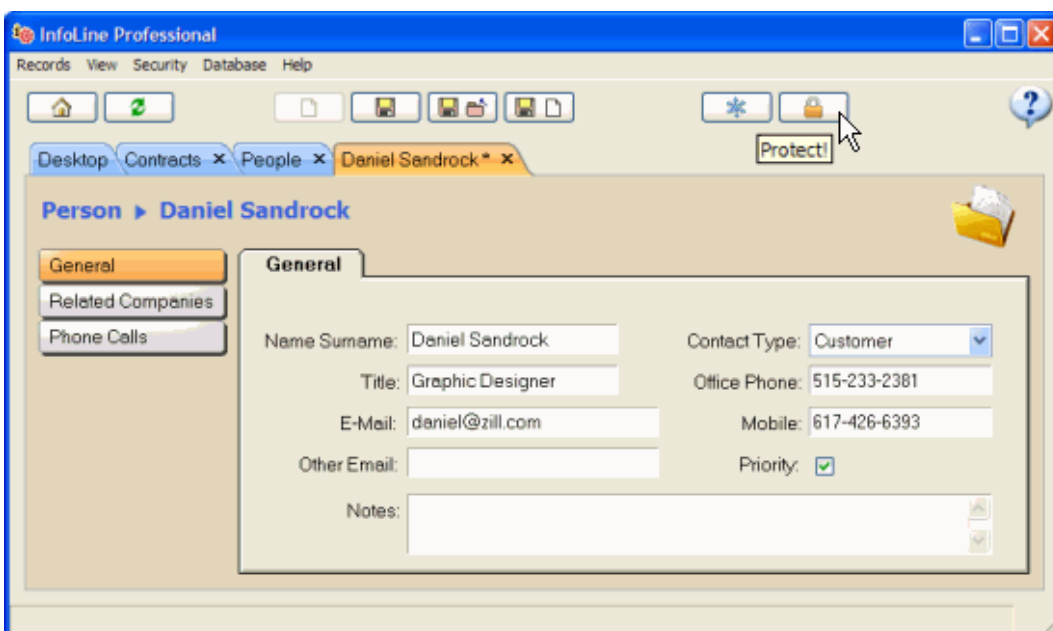 InfoLine Professional
Records View Security Database Help
Protect!
Desktop Contracts × People × Daniel Sandrock* ×
Person ▸ Daniel Sandrock
General
Related Companies
Phone Calls
General
Name Surname: Daniel Sandrock Contact Type: Customer
Title: Graphic Designer Office Phone: 515-233-2381
E-Mail: daniel@zill.com Mobile: 617-426-6393
Other Email: Priority:
Notes: